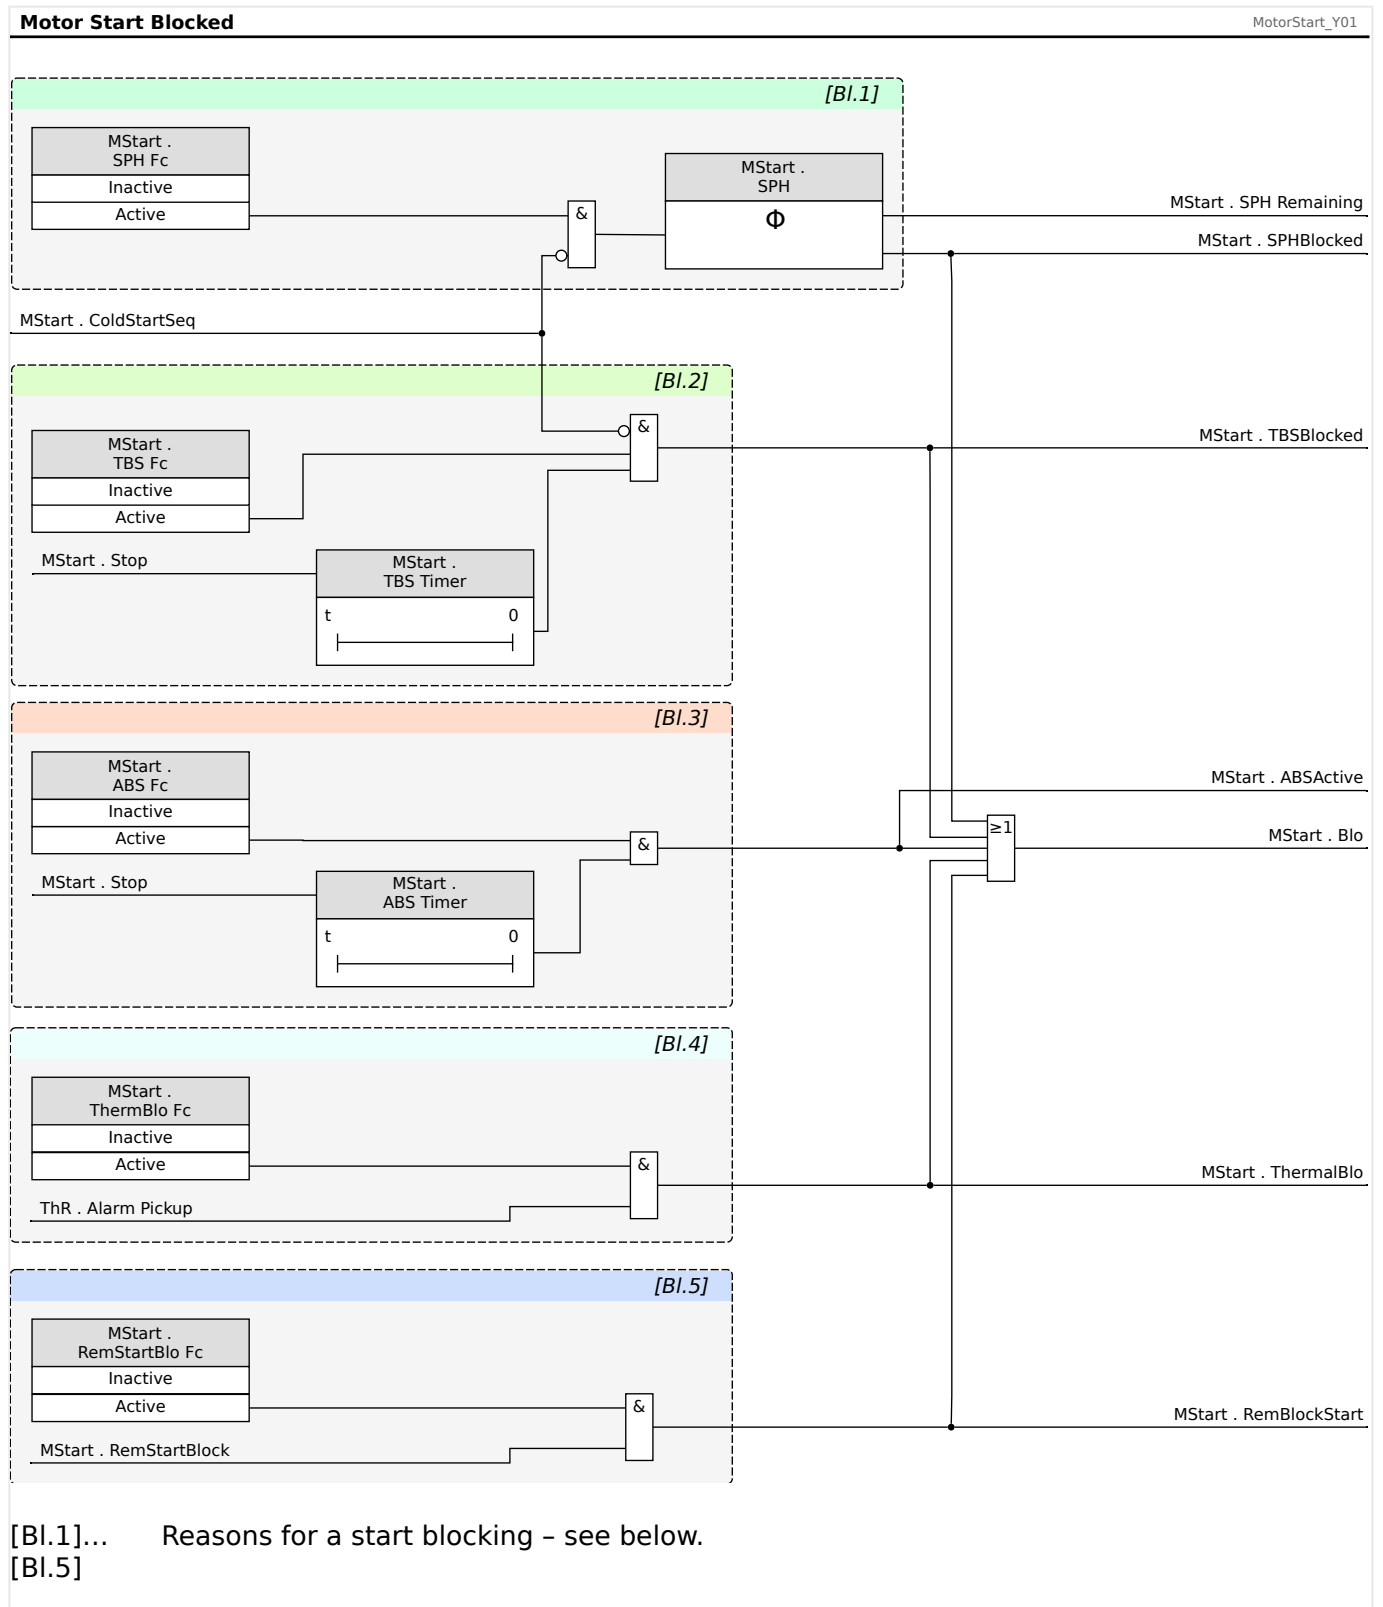 Motor Start Blocked
MotorStart_Y01
[Bl.1]
MStart .
SPH Fc
Inactive
Active
&
MStart .
SPH
Φ
MStart . SPH Remaining
MStart . SPHBlocked
MStart . ColdStartSeq
[Bl.2]
MStart .
TBS Fc
Inactive
Active
&
MStart . TBSBlocked
MStart . Stop
MStart .
TBS Timer
t 0
[Bl.3]
MStart .
ABS Fc
Inactive
Active
&
MStart . ABSActive
≥1
MStart . Blo
MStart . Stop
MStart .
ABS Timer
t 0
[Bl.4]
MStart .
ThermBlo Fc
Inactive
Active
&
MStart . ThermalBlo
ThR . Alarm Pickup
[Bl.5]
MStart .
RemStartBlo Fc
Inactive
Active
&
MStart . RemBlockStart
MStart . RemStartBlock
[Bl.1]... Reasons for a start blocking – see below.
[Bl.5]